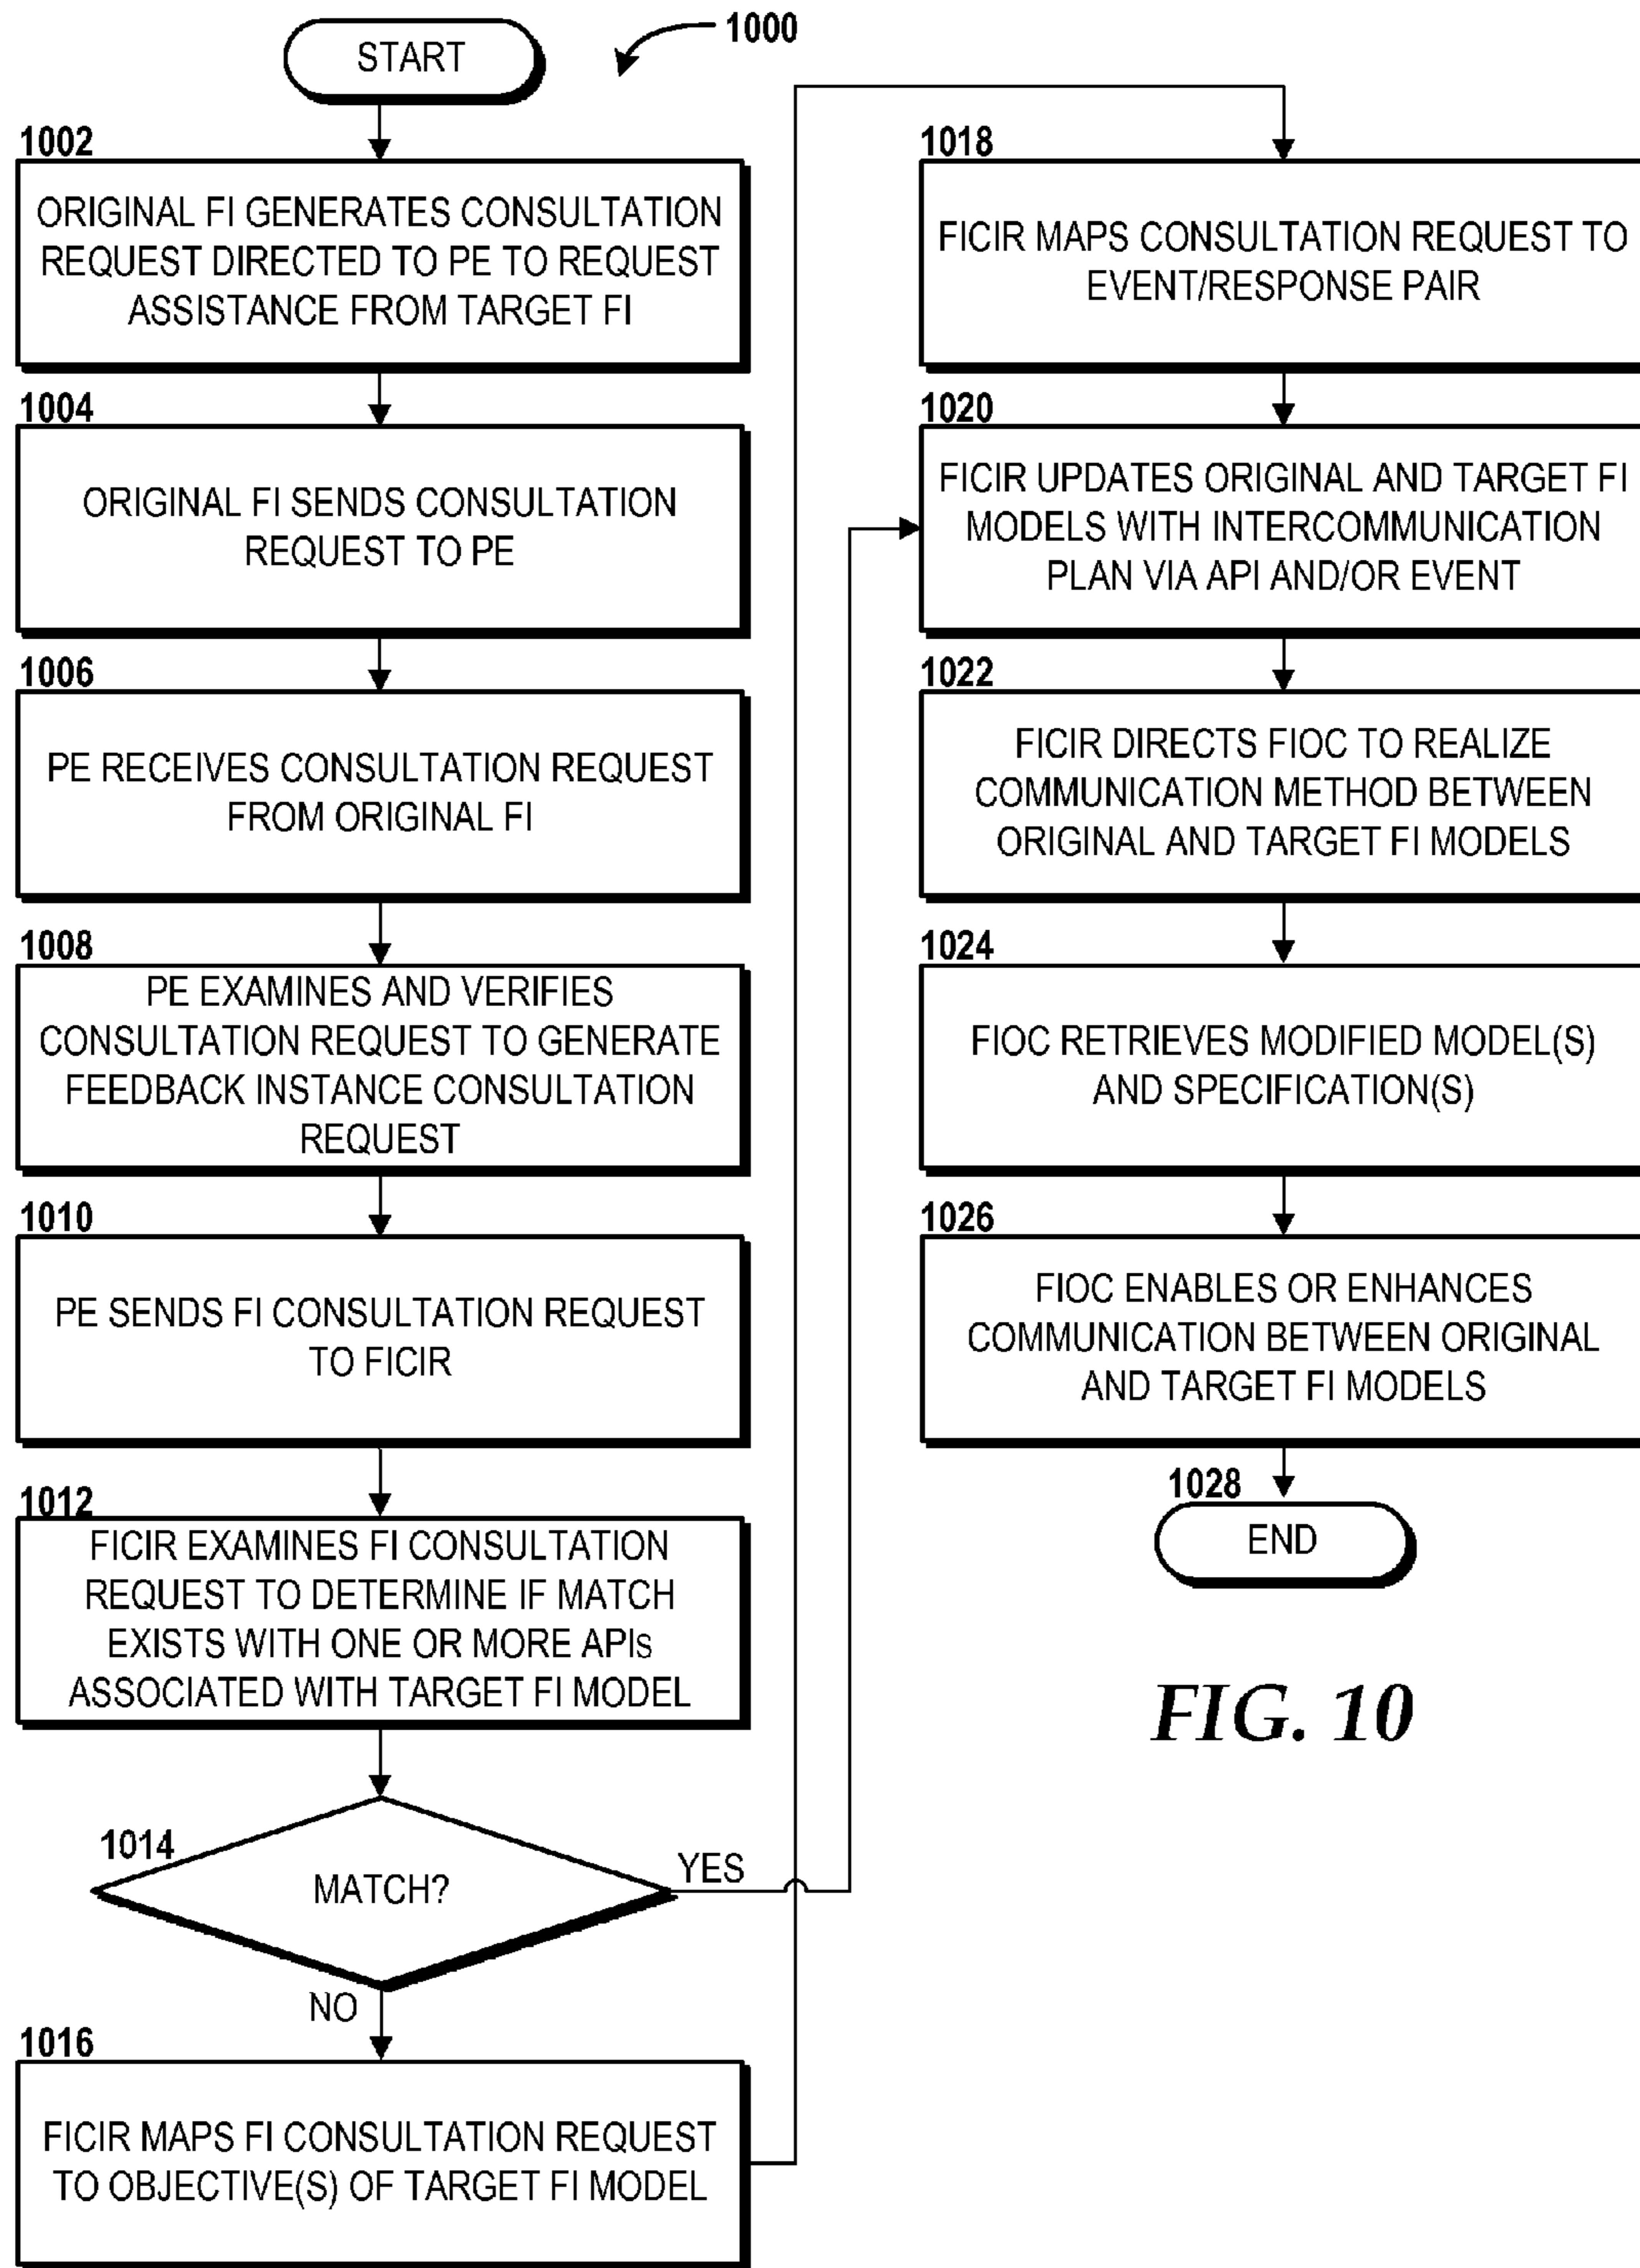 START
1000
1002
ORIGINAL FI GENERATES CONSULTATION
REQUEST DIRECTED TO PE TO REQUEST
ASSISTANCE FROM TARGET FI
1004
ORIGINAL FI SENDS CONSULTATION
REQUEST TO PE
1006
PE RECEIVES CONSULTATION REQUEST
FROM ORIGINAL FI
1008
PE EXAMINES AND VERIFIES
CONSULTATION REQUEST TO GENERATE
FEEDBACK INSTANCE CONSULTATION
REQUEST
1010
PE SENDS FI CONSULTATION REQUEST
TO FICIR
1012
FICIR EXAMINES FI CONSULTATION
REQUEST TO DETERMINE IF MATCH
EXISTS WITH ONE OR MORE APIs
ASSOCIATED WITH TARGET FI MODEL
1014
MATCH?
YES
NO
1016
FICIR MAPS FI CONSULTATION REQUEST
TO OBJECTIVE(S) OF TARGET FI MODEL
1018
FICIR MAPS CONSULTATION REQUEST TO
EVENT/RESPONSE PAIR
1020
FICIR UPDATES ORIGINAL AND TARGET FI
MODELS WITH INTERCOMMUNICATION
PLAN VIA API AND/OR EVENT
1022
FICIR DIRECTS FIOC TO REALIZE
COMMUNICATION METHOD BETWEEN
ORIGINAL AND TARGET FI MODELS
1024
FIOC RETRIEVES MODIFIED MODEL(S)
AND SPECIFICATION(S)
1026
FIOC ENABLES OR ENHANCES
COMMUNICATION BETWEEN ORIGINAL
AND TARGET FI MODELS
1028
END
FIG. 10